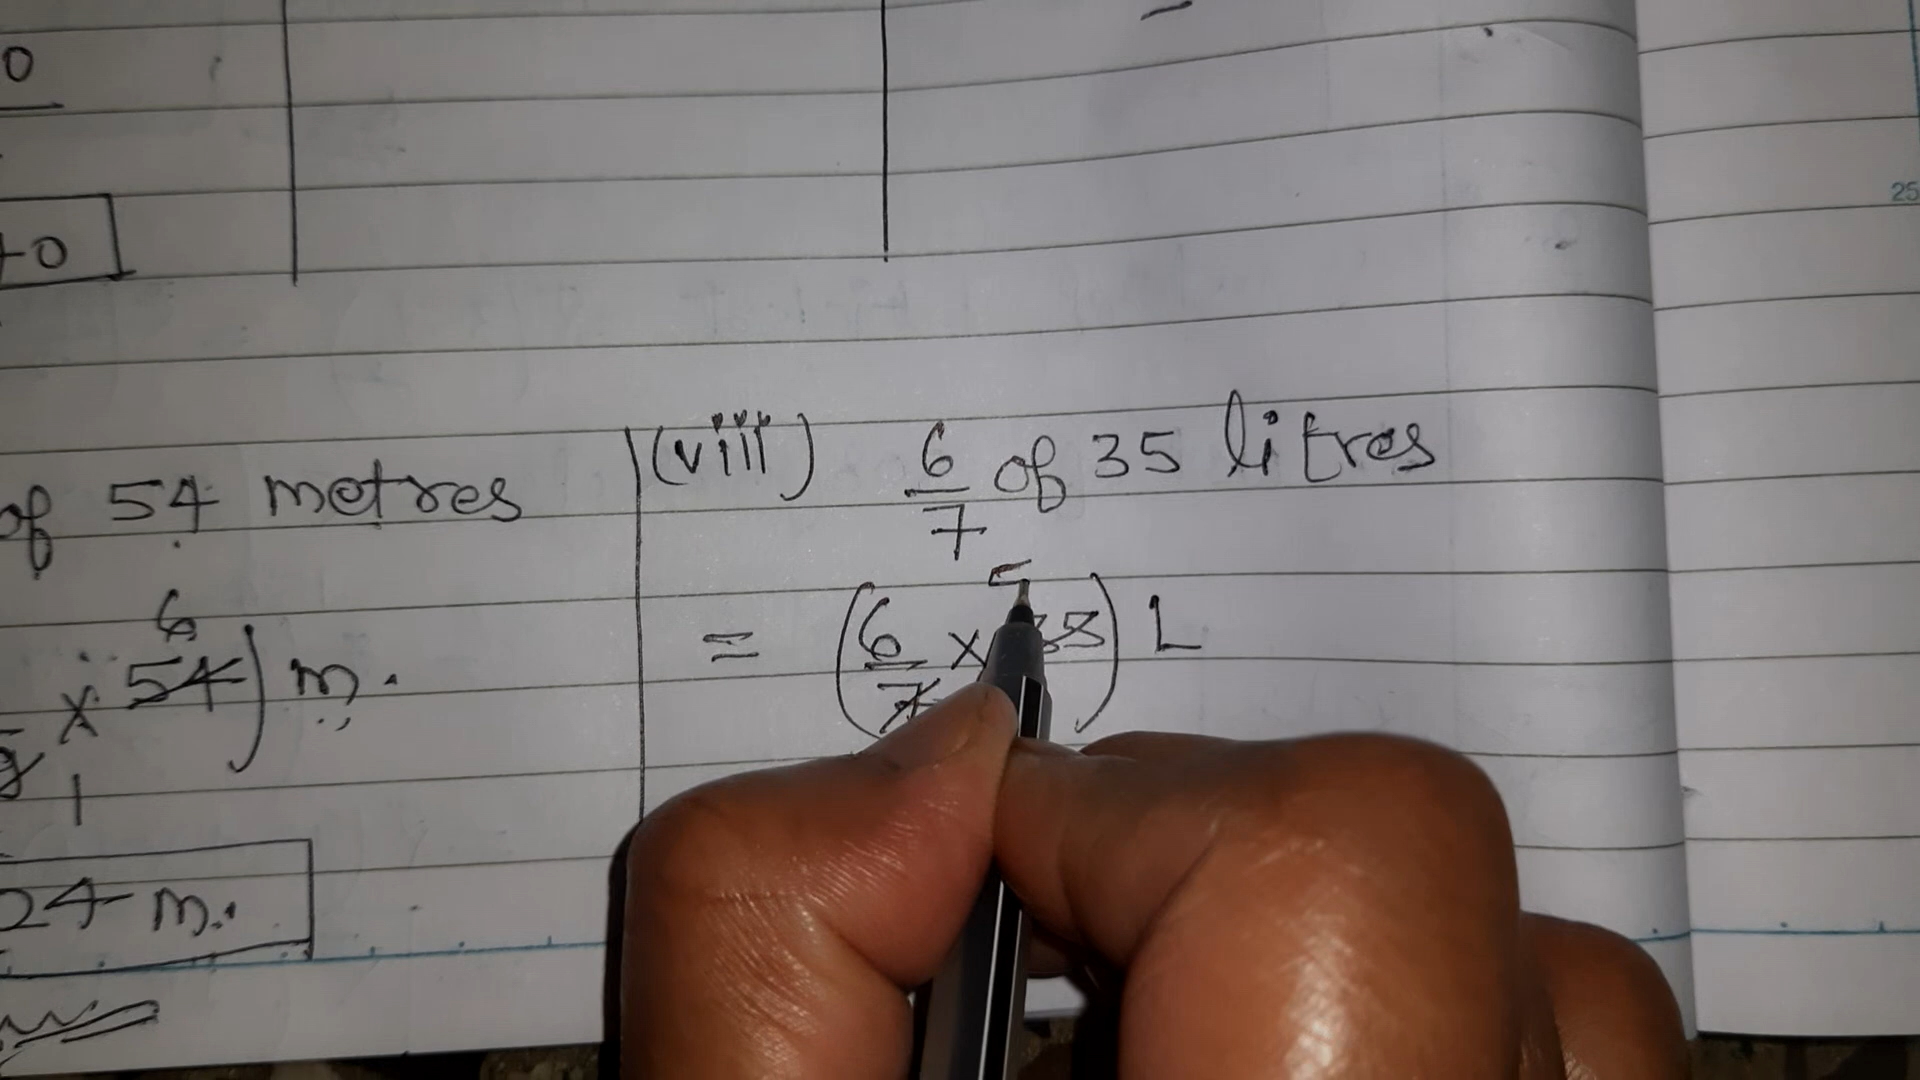 0
40
25
of 54 metres
6
x 54) m.
1
24 m.
(viii) 6/7 of 35 litres
5
= (6/7 x 35) L